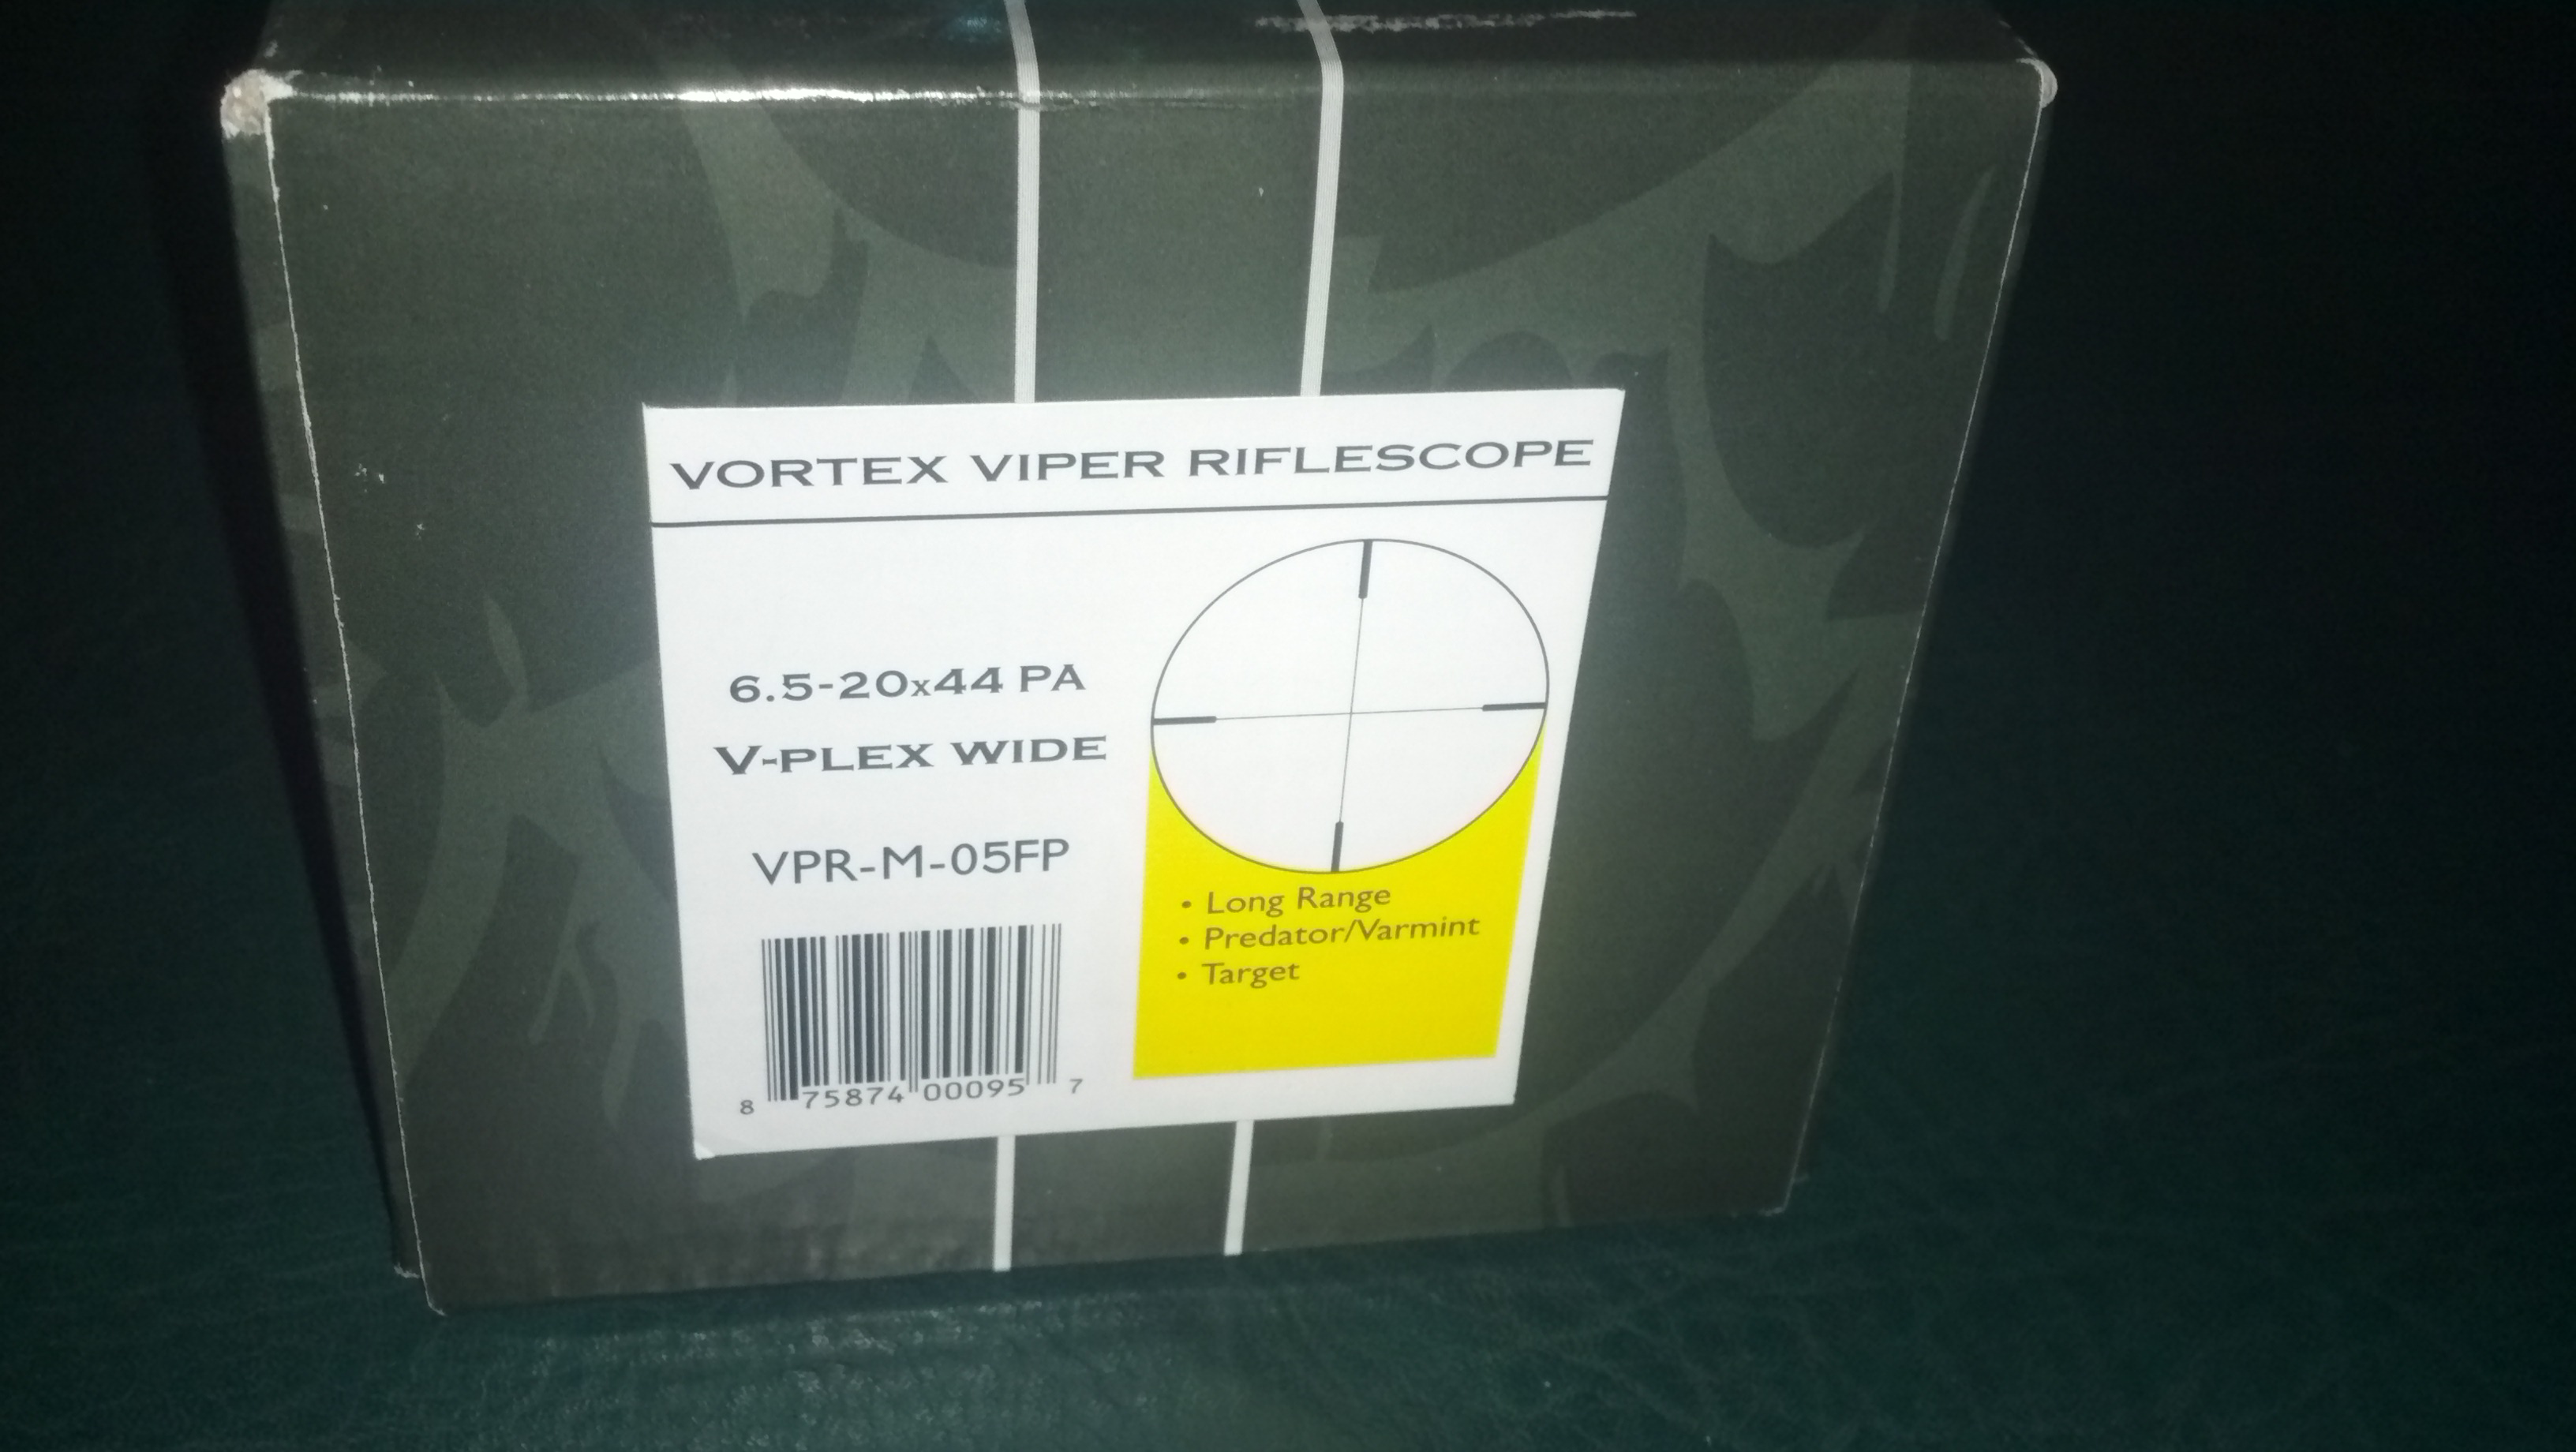 VORTEX VIPER RIFLESCOPE
6.5-20x44 PA
V-PLEX WIDE
VPR-M-05FP
8 75874 00095 7
• Long Range
• Predator/Varmint
• Target